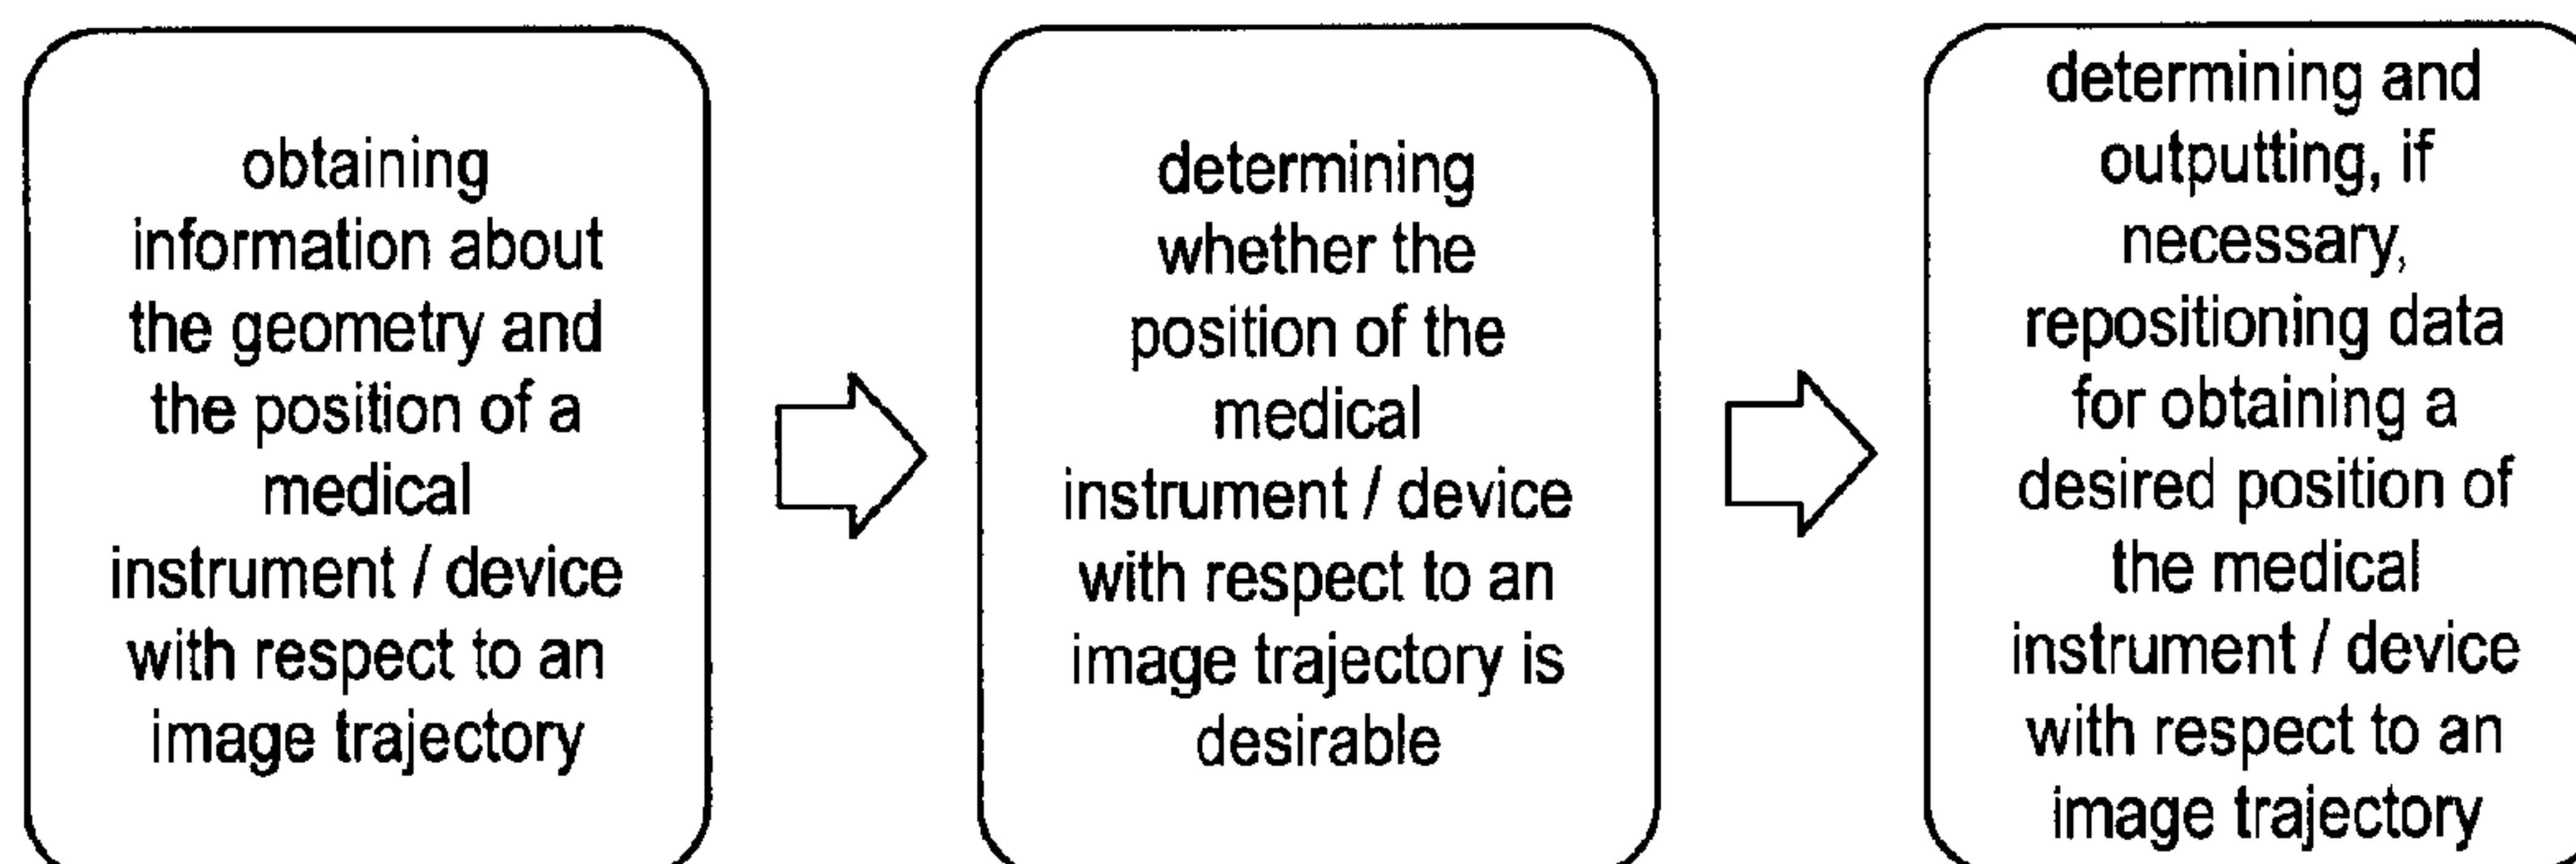 obtaining
information about
the geometry and
the position of a
medical
instrument / device
with respect to an
image trajectory
determining
whether the
position of the
medical
instrument / device
with respect to an
image trajectory is
desirable
determining and
outputting, if
necessary,
repositioning data
for obtaining a
desired position of
the medical
instrument / device
with respect to an
image trajectory